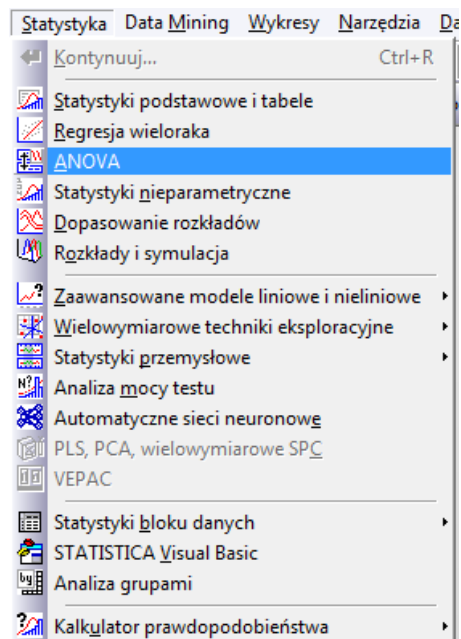 Statystyka Data Mining Wykresy Narzędzia Da
Kontynuuj... Ctrl+R
Statystyki podstawowe i tabele
Regresja wieloraka
ANOVA
Statystyki nieparametryczne
Dopasowanie rozkładów
Rozkłady i symulacja
Zaawansowane modele liniowe i nieliniowe
Wielowymiarowe techniki eksploracyjne
Statystyki przemysłowe
Analiza mocy testu
Automatyczne sieci neuronowe
PLS, PCA, wielowymiarowe SPC
VEPAC
Statystyki bloku danych
STATISTICA Visual Basic
Analiza grupami
Kalkulator prawdopodobieństwa